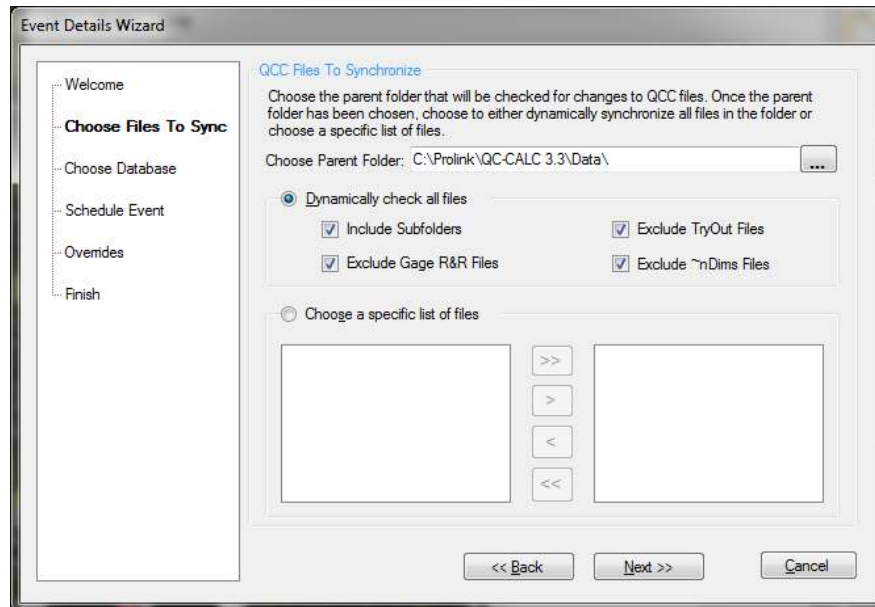 Event Details Wizard
Welcome
Choose Files To Sync
Choose Database
Schedule Event
Overrides
Finish
QCC Files To Synchronize
Choose the parent folder that will be checked for changes to QCC files. Once the parent
folder has been chosen, choose to either dynamically synchronize all files in the folder or
choose a specific list of files.
Choose Parent Folder: C:\Prolink\QC-CALC 3.3\Data\ ...
Dynamically check all files
Include Subfolders Exclude TryOut Files
Exclude Gage R&R Files Exclude ~nDims Files
Choose a specific list of files
>>
>
<
<<
<< Back Next >> Cancel